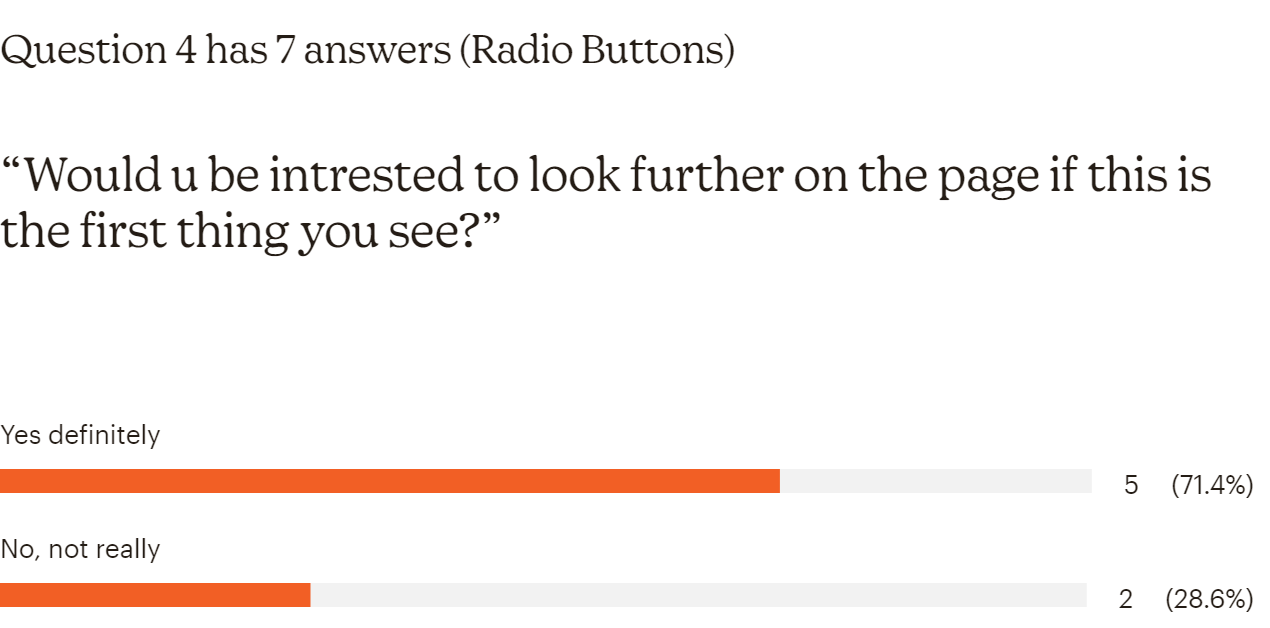 Question 4 has 7 answers (Radio Buttons)
“Would u be intrested to look further on the page if this is
the first thing you see?”
Yes definitely
5 (71.4%)
No, not really
2 (28.6%)